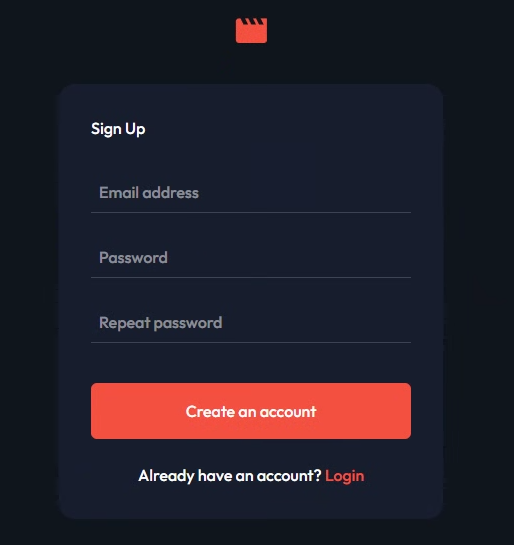 Sign Up
Email address
Password
Repeat password
Create an account
Already have an account? Login